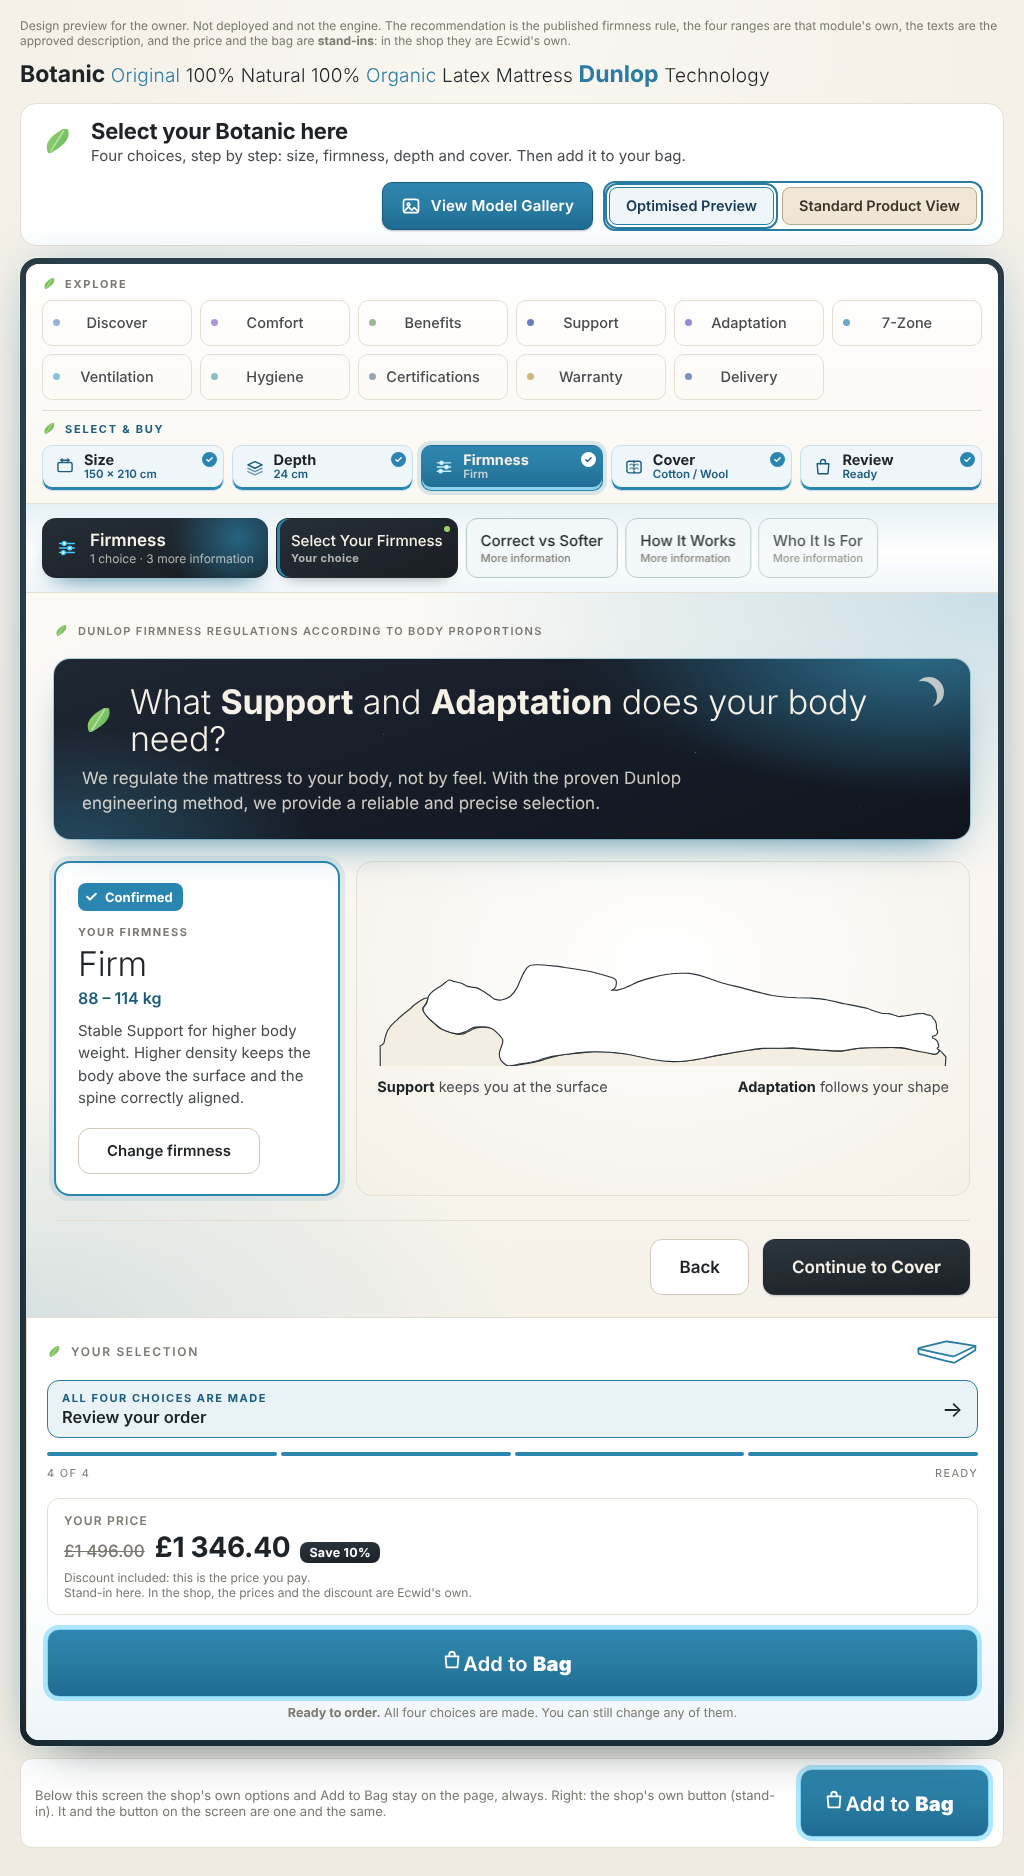 Design preview for the owner. Not deployed and not the engine. The recommendation is the published firmness rule, the four ranges are that module's own, the texts are the
approved description, and the price and the bag are stand-ins: in the shop they are Ecwid's own.
Botanic Original 100% Natural 100% Organic Latex Mattress Dunlop Technology
Select your Botanic here
Four choices, step by step: size, firmness, depth and cover. Then add it to your bag.
View Model Gallery
Optimised Preview
Standard Product View
EXPLORE
Discover
Comfort
Benefits
Support
Adaptation
7-Zone
Ventilation
Hygiene
Certifications
Warranty
Delivery
SELECT & BUY
Size
150 × 210 cm
Depth
24 cm
Firmness
Firm
Cover
Cotton / Wool
Review
Ready
Firmness
1 choice · 3 more information
Select Your Firmness
Your choice
Correct vs Softer
More information
How It Works
More information
Who It Is For
More information
DUNLOP FIRMNESS REGULATIONS ACCORDING TO BODY PROPORTIONS
What Support and Adaptation does your body
need?
We regulate the mattress to your body, not by feel. With the proven Dunlop
engineering method, we provide a reliable and precise selection.
Confirmed
YOUR FIRMNESS
Firm
88 – 114 kg
Stable Support for higher body
weight. Higher density keeps the
body above the surface and the
spine correctly aligned.
Change firmness
Support keeps you at the surface
Adaptation follows your shape
Back
Continue to Cover
YOUR SELECTION
ALL FOUR CHOICES ARE MADE
Review your order
4 OF 4
READY
YOUR PRICE
£1 496.00 £1 346.40 Save 10%
Discount included: this is the price you pay.
Stand-in here. In the shop, the prices and the discount are Ecwid's own.
Add to Bag
Ready to order. All four choices are made. You can still change any of them.
Below this screen the shop's own options and Add to Bag stay on the page, always. Right: the shop's own button (stand-
in). It and the button on the screen are one and the same.
Add to Bag